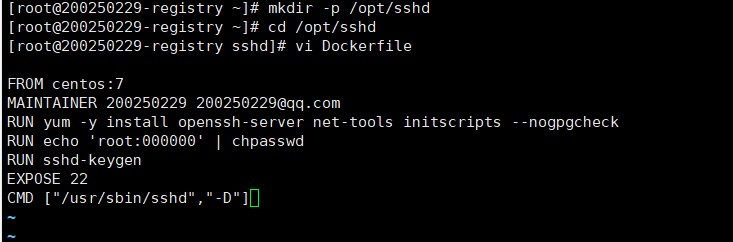 [root@200250229-registry ~]# mkdir -p /opt/sshd
[root@200250229-registry ~]# cd /opt/sshd
[root@200250229-registry sshd]# vi Dockerfile
FROM centos:7
MAINTAINER 200250229 200250229@qq.com
RUN yum -y install openssh-server net-tools initscripts --nogpgcheck
RUN echo 'root:000000' | chpasswd
RUN sshd-keygen
EXPOSE 22
CMD ["/usr/sbin/sshd","-D"]
~
~